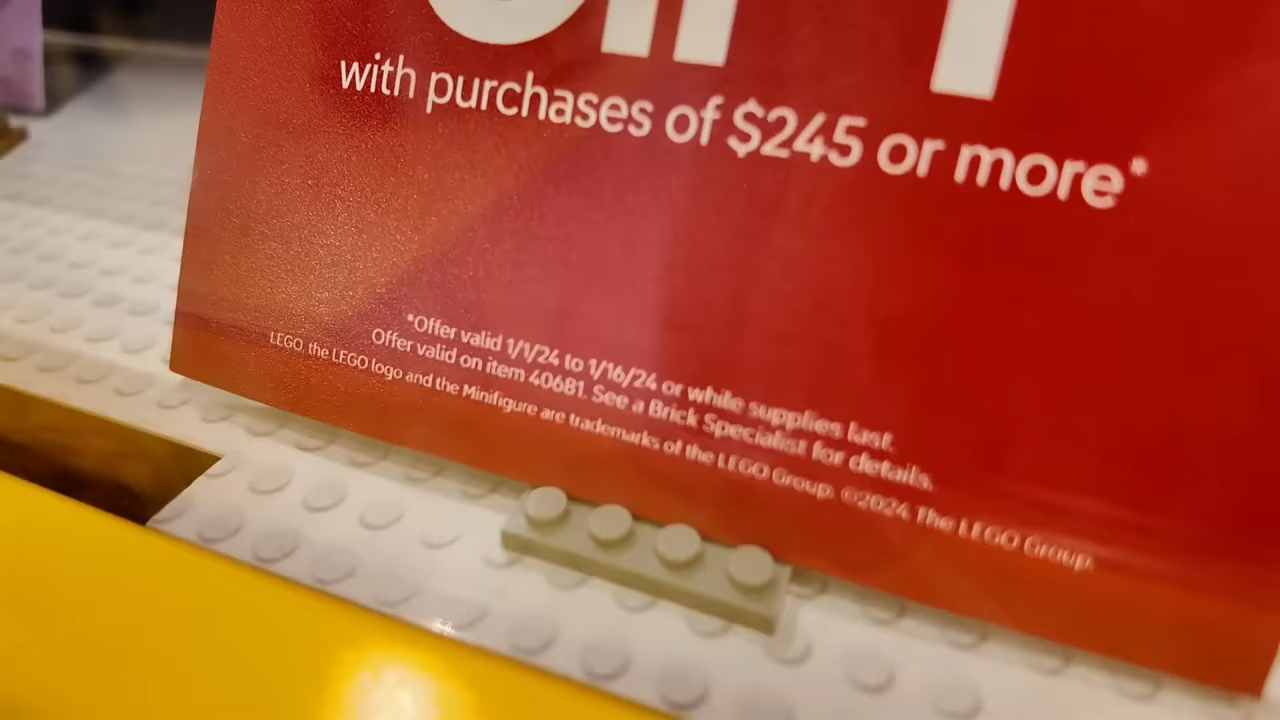 with purchases of $245 or more*
*Offer valid 1/1/24 to 1/16/24 or while supplies last.
Offer valid on item 40681. See a Brick Specialist for details.
LEGO, the LEGO logo and the Minifigure are trademarks of the LEGO Group. ©2024 The LEGO Group.